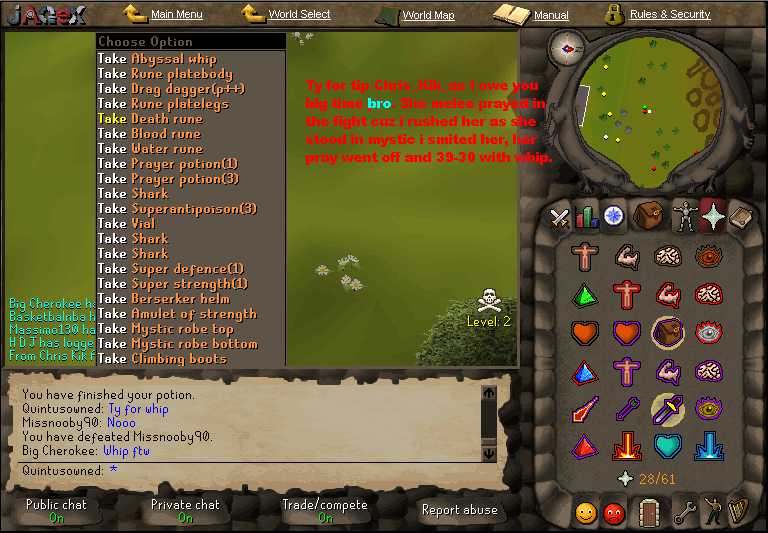 JAGEX
Main Menu
World Select
World Map
Manual
Rules & Security
Choose Option
Take Abyssal whip
Take Rune platebody
Take Drag dagger(p++)
Take Rune platelegs
Take Death rune
Take Blood rune
Take Water rune
Take Prayer potion(1)
Take Prayer potion(3)
Take Shark
Take Superantipoison(3)
Take Vial
Take Shark
Take Shark
Take Super defence(1)
Take Super strength(1)
Take Berserker helm
Take Amulet of strength
Take Mystic robe top
Take Mystic robe bottom
Take Climbing boots
Ty for tip Chris Kik, as I owe you
big time bro. She melee prayed in
the fight cuz i rushed her as she
stood in mystic i smited her, her
pray went off and 39-30 with whip.
Level: 2
Big Cherokee ha
Basketbalnba h
Massimo130 ha
H D J has logge
From Chris Kik f
You have finished your potion.
Quintusowned: Ty for whip
Missnooby90: Nooo
You have defeated Missnooby90.
Big Cherokee: Whip ftw
Quintusowned: *
28/61
Public chat
On
Private chat
On
Trade/compete
On
Report abuse